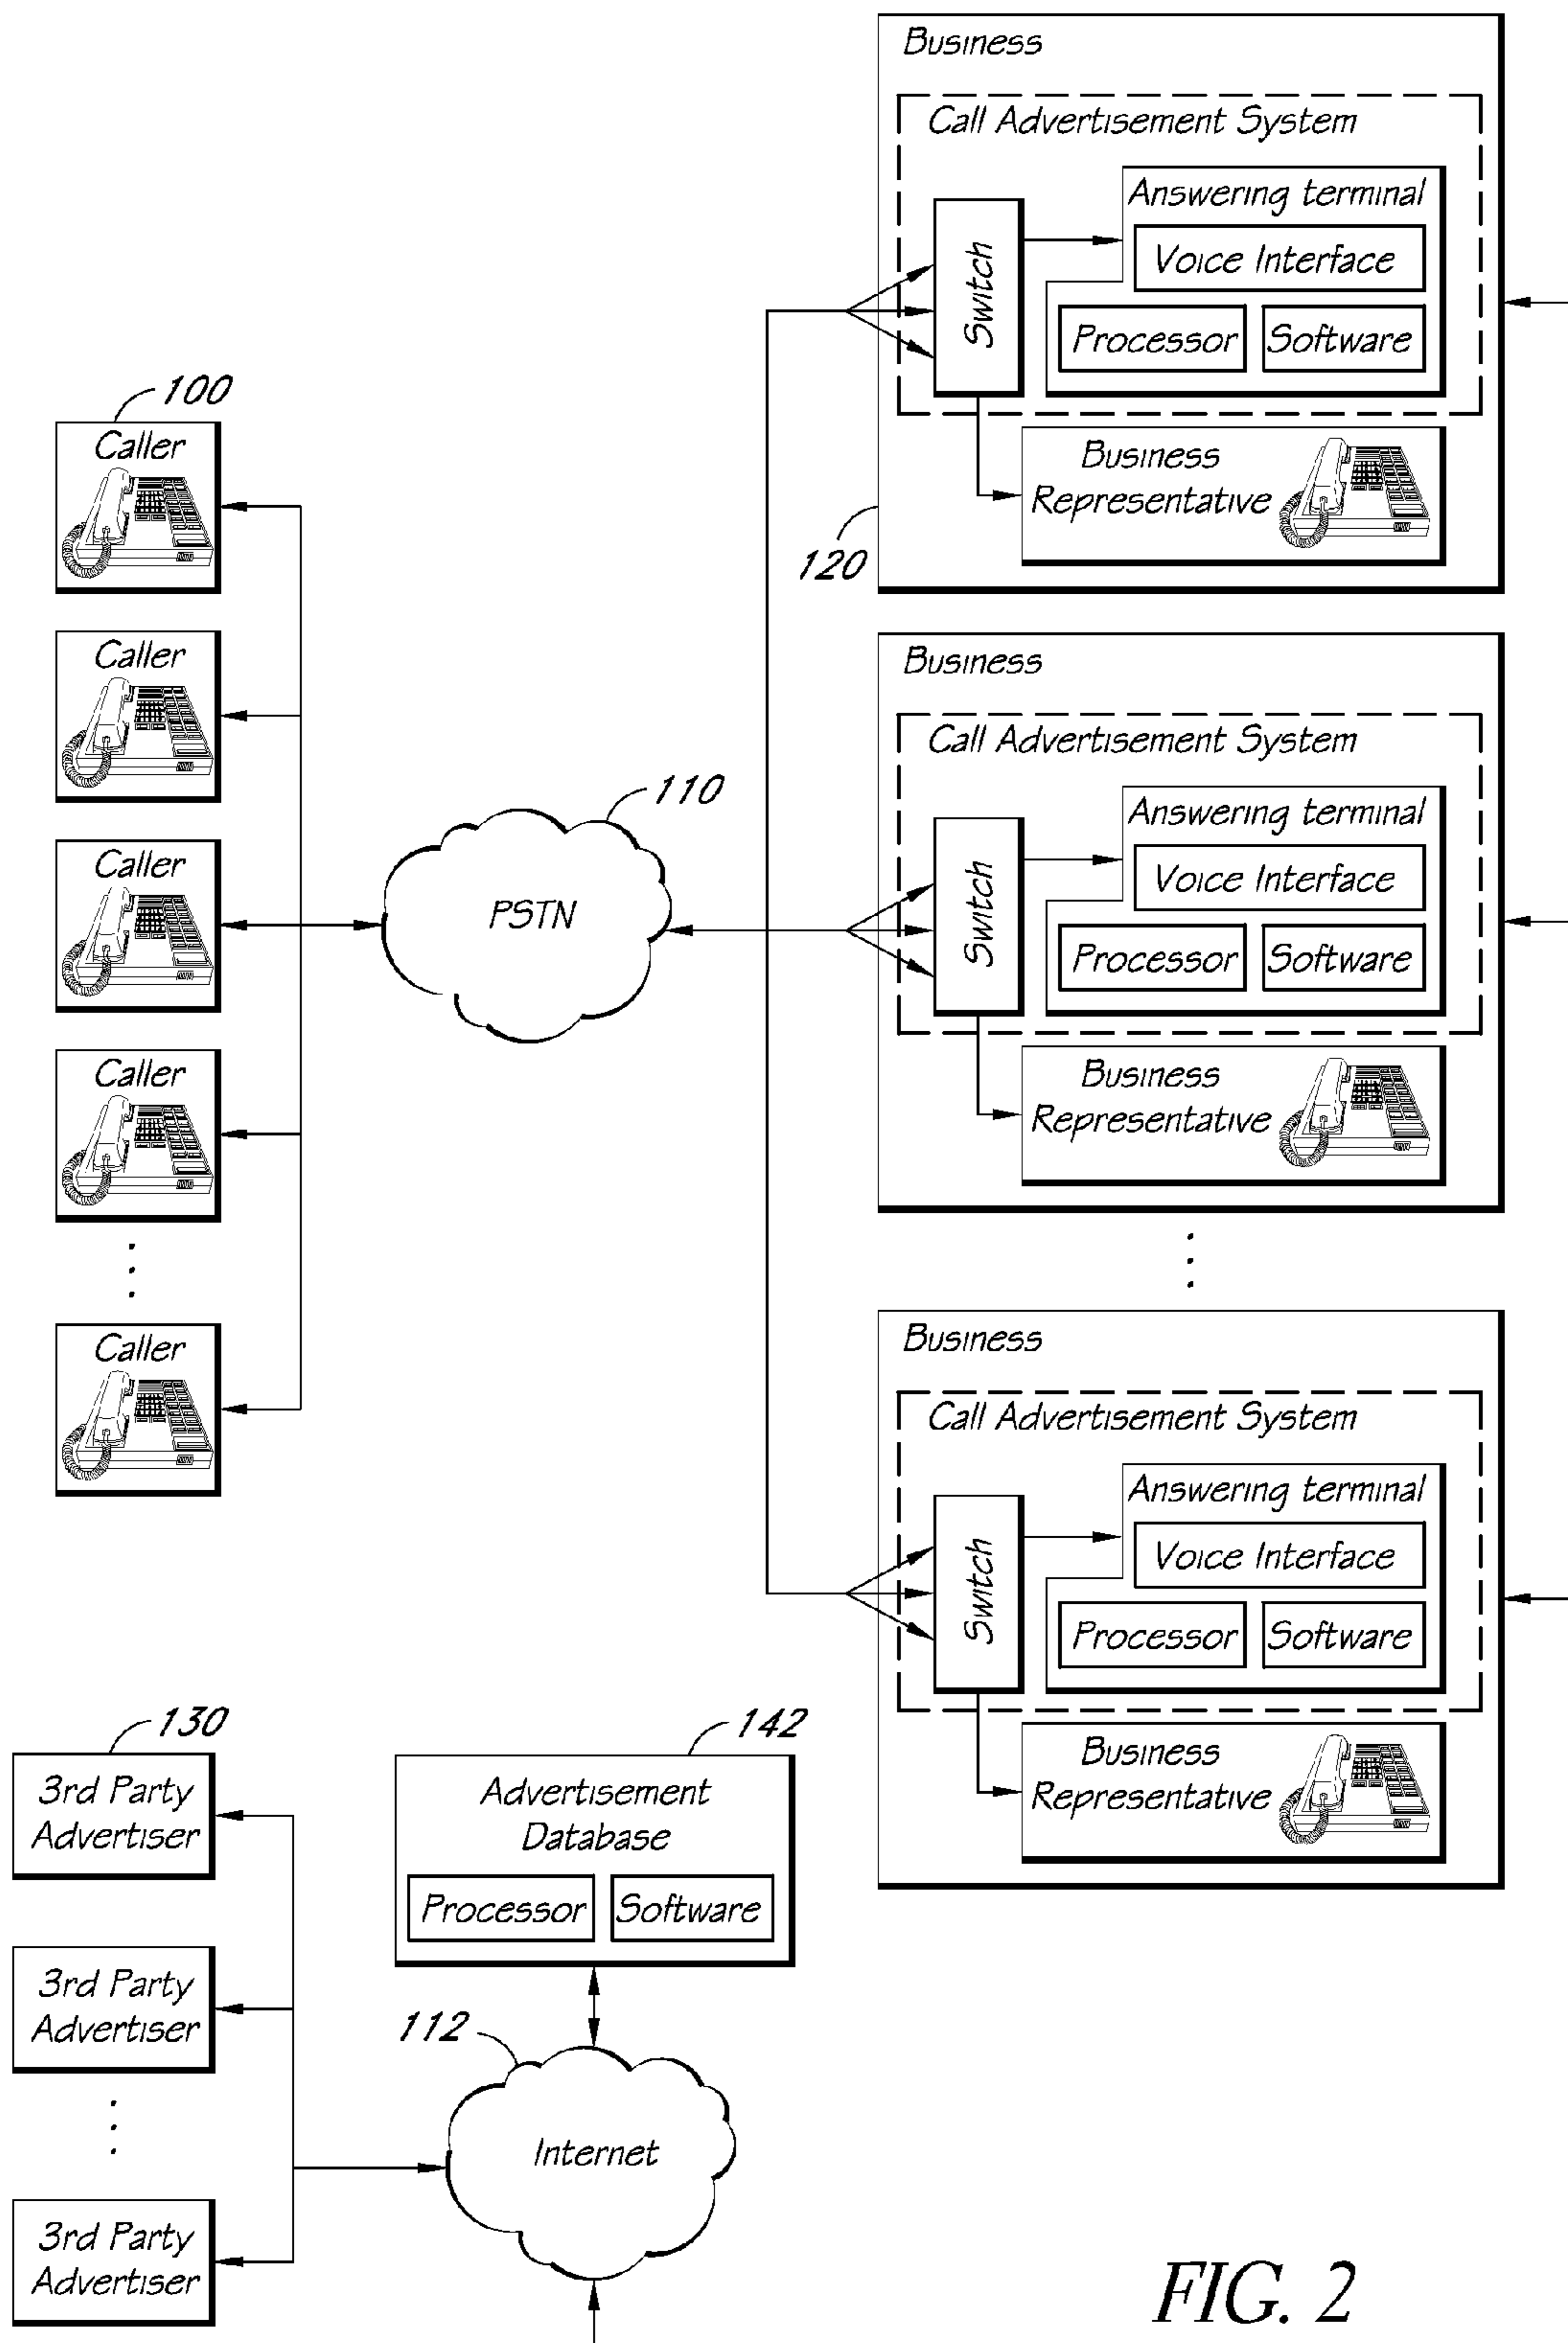 Business
Call Advertisement System
Answering terminal
Voice Interface
Switch
Processor
Software
Business
Representative
120
100
Caller
Caller
Caller
Caller
Caller
110
PSTN
Business
Call Advertisement System
Answering terminal
Voice Interface
Switch
Processor
Software
Business
Representative
Business
Call Advertisement System
Answering terminal
Voice Interface
Switch
Processor
Software
Business
Representative
130
3rd Party
Advertiser
3rd Party
Advertiser
3rd Party
Advertiser
142
Advertisement
Database
Processor
Software
112
Internet
FIG. 2